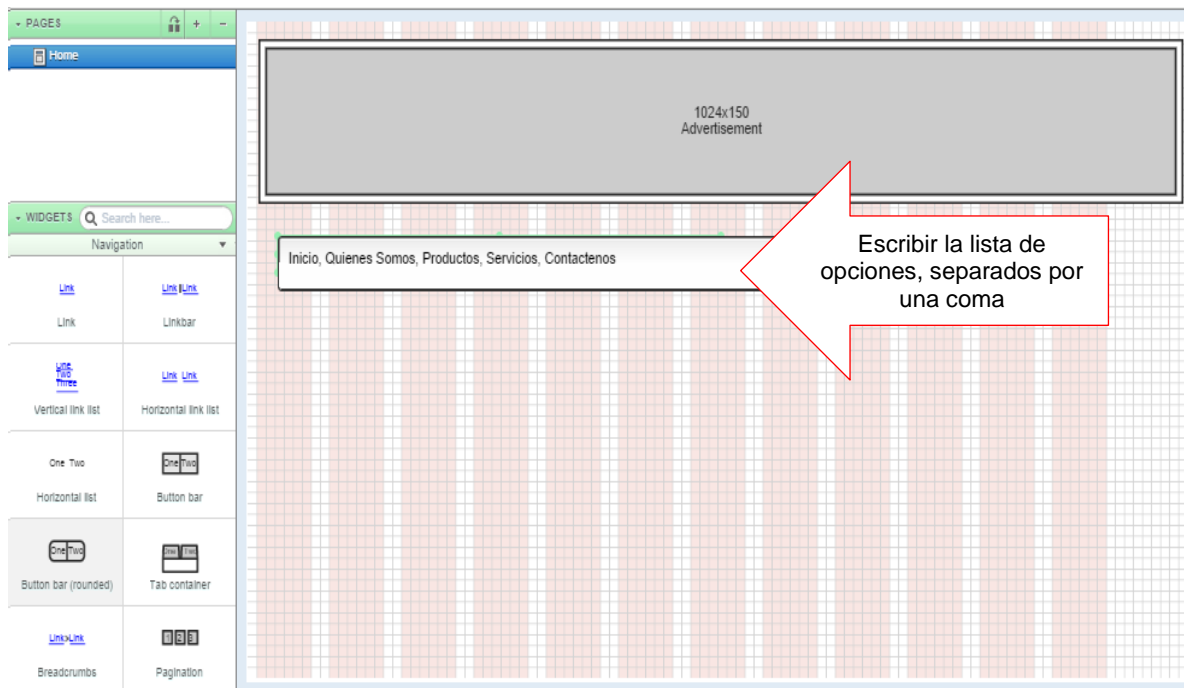 PAGES
+ -
Home
1024x150
Advertisement
WIDGETS Search here...
Navigation
Inicio, Quienes Somos, Productos, Servicios, Contactenos
Escribir la lista de
opciones, separados por
una coma
Link
Link Link
Link
Linkbar
Line
Two
Three
Link Link
Vertical link list
Horizontal link list
One Two
One Two
Horizontal list
Button bar
One Two
One Two
Button bar (rounded)
Tab container
Link>Link
1 2 3
Breadcrumbs
Pagination